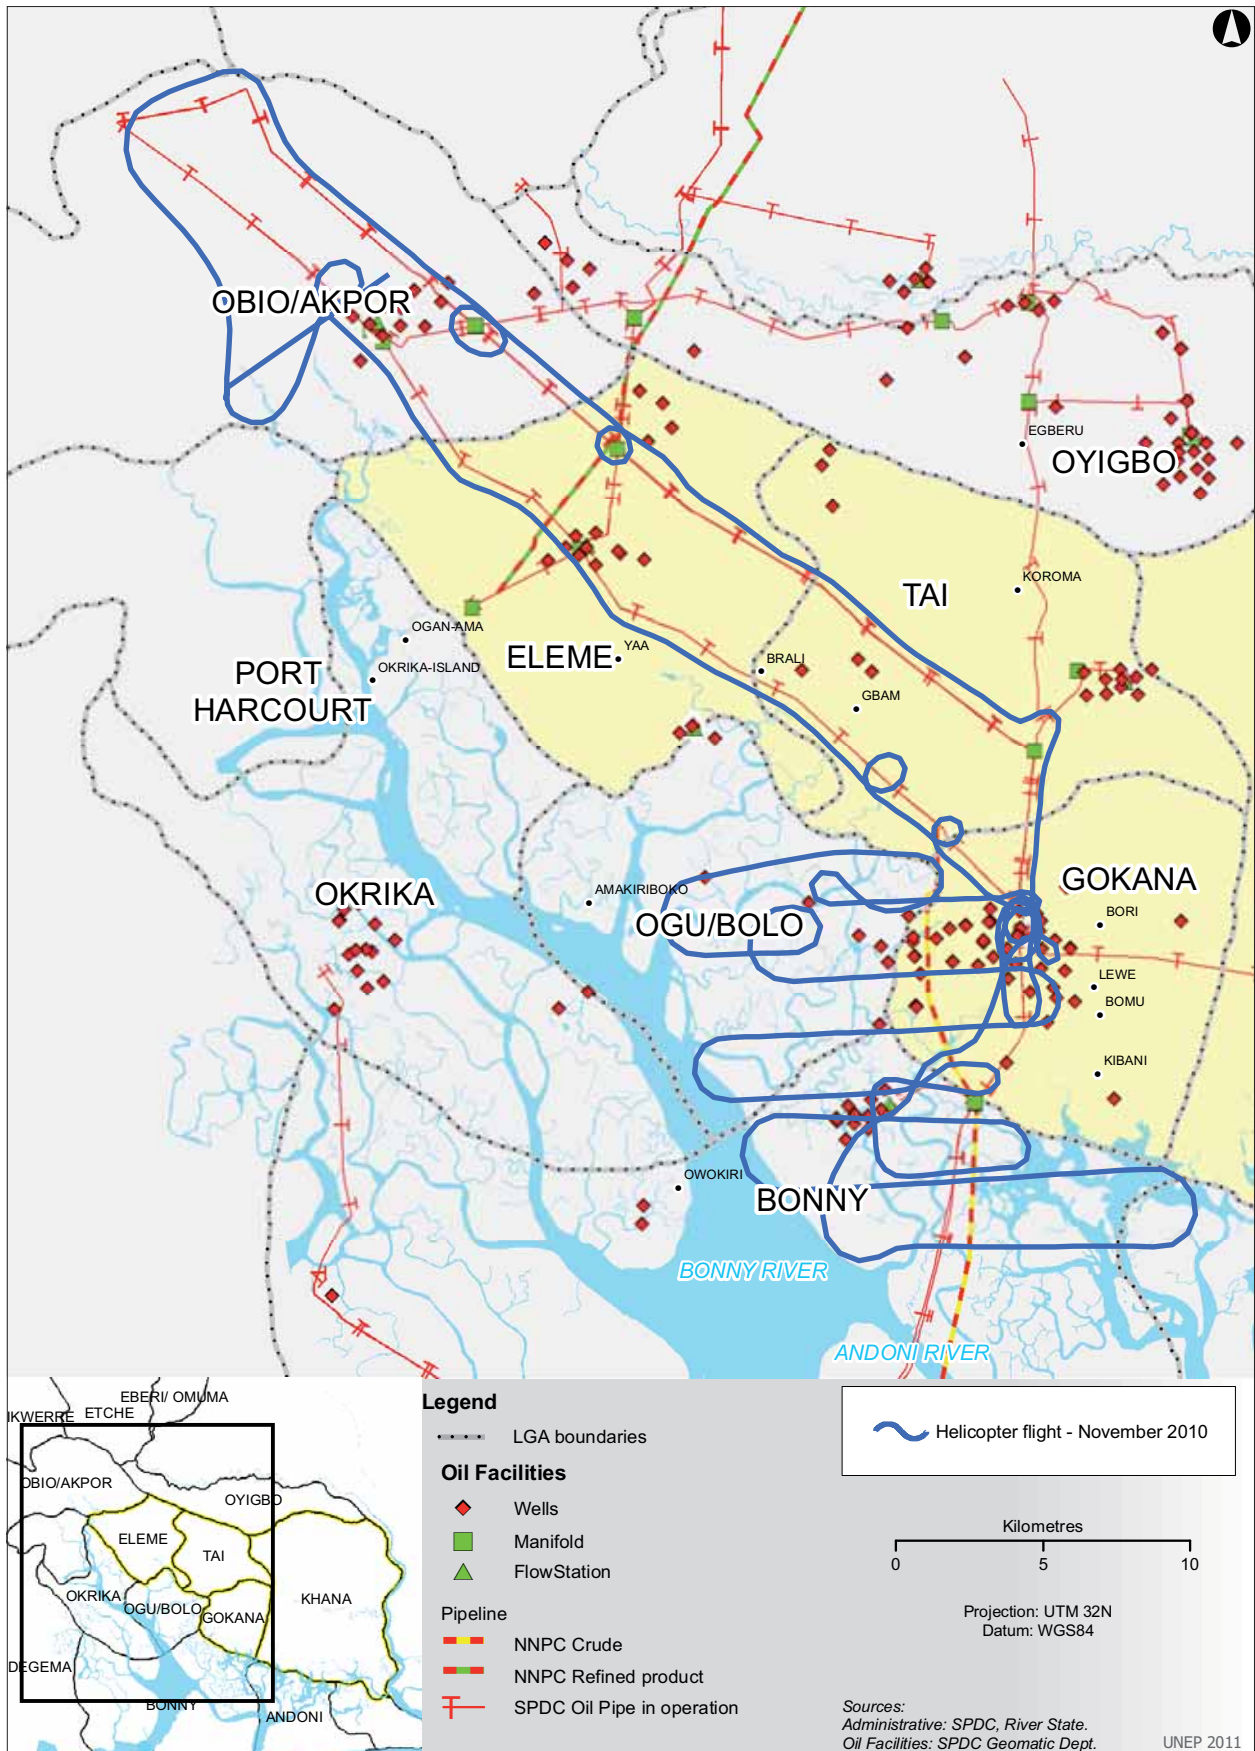 OBIO/AKPOR
EGBERU
OYIGBO
KOROMA
TAI
OGAN-AMA
YAA
ELEME
BRALI
OKRIKA-ISLAND
PORT
HARCOURT
GBAM
GOKANA
OKRIKA
AMAKIRIBOKO
OGU/BOLO
BORI
LEWE
BOMU
KIBANI
OWOKIRI
BONNY
BONNY RIVER
ANDONI RIVER
EBERI/ OMUMA
IKWERRE
ETCHE
OBIO/AKPOR
OYIGBO
ELEME
TAI
KHANA
OKRIKA
OGU/BOLO
GOKANA
DEGEMA
BONNY
ANDONI
Legend
LGA boundaries
Oil Facilities
Wells
Manifold
FlowStation
Pipeline
NNPC Crude
NNPC Refined product
SPDC Oil Pipe in operation
Helicopter flight - November 2010
Kilometres
0 5 10
Projection: UTM 32N
Datum: WGS84
Sources:
Administrative: SPDC, River State.
Oil Facilities: SPDC Geomatic Dept.
UNEP 2011